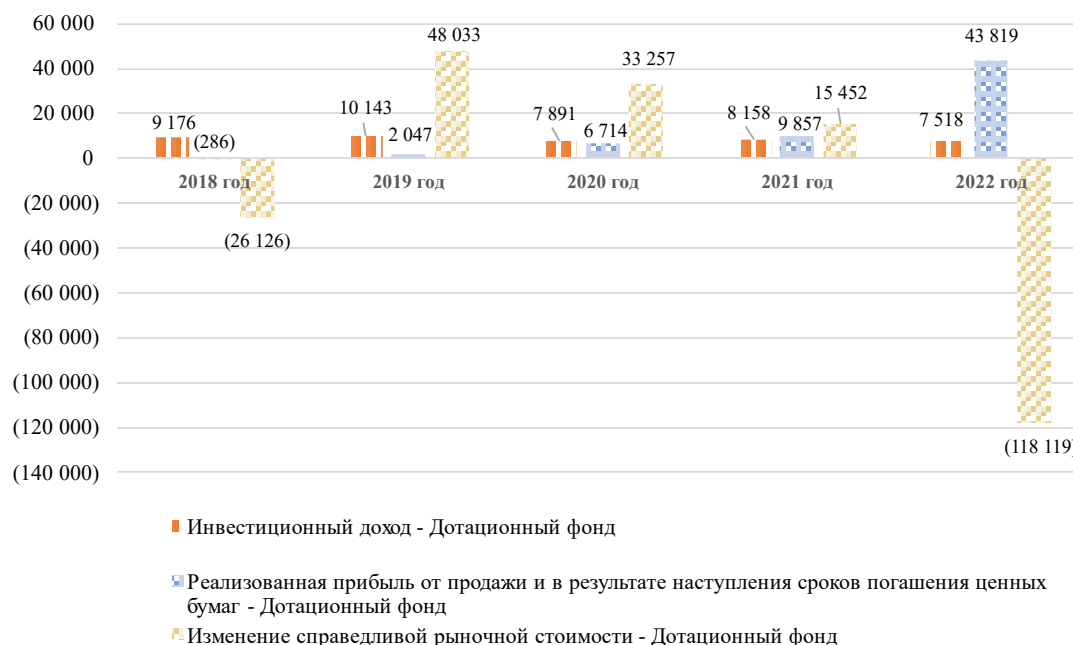 60 000
40 000
20 000
0
(20 000)
(40 000)
(60 000)
(80 000)
(100 000)
(120 000)
(140 000)
9 176
(286)
(26 126)
10 143
2 047
48 033
7 891
6 714
33 257
8 158
9 857
15 452
7 518
43 819
(118 119)
2018 год
2019 год
2020 год
2021 год
2022 год
Инвестиционный доход - Дотационный фонд
Реализованная прибыль от продажи и в результате наступления сроков погашения ценных
бумаг - Дотационный фонд
Изменение справедливой рыночной стоимости - Дотационный фонд